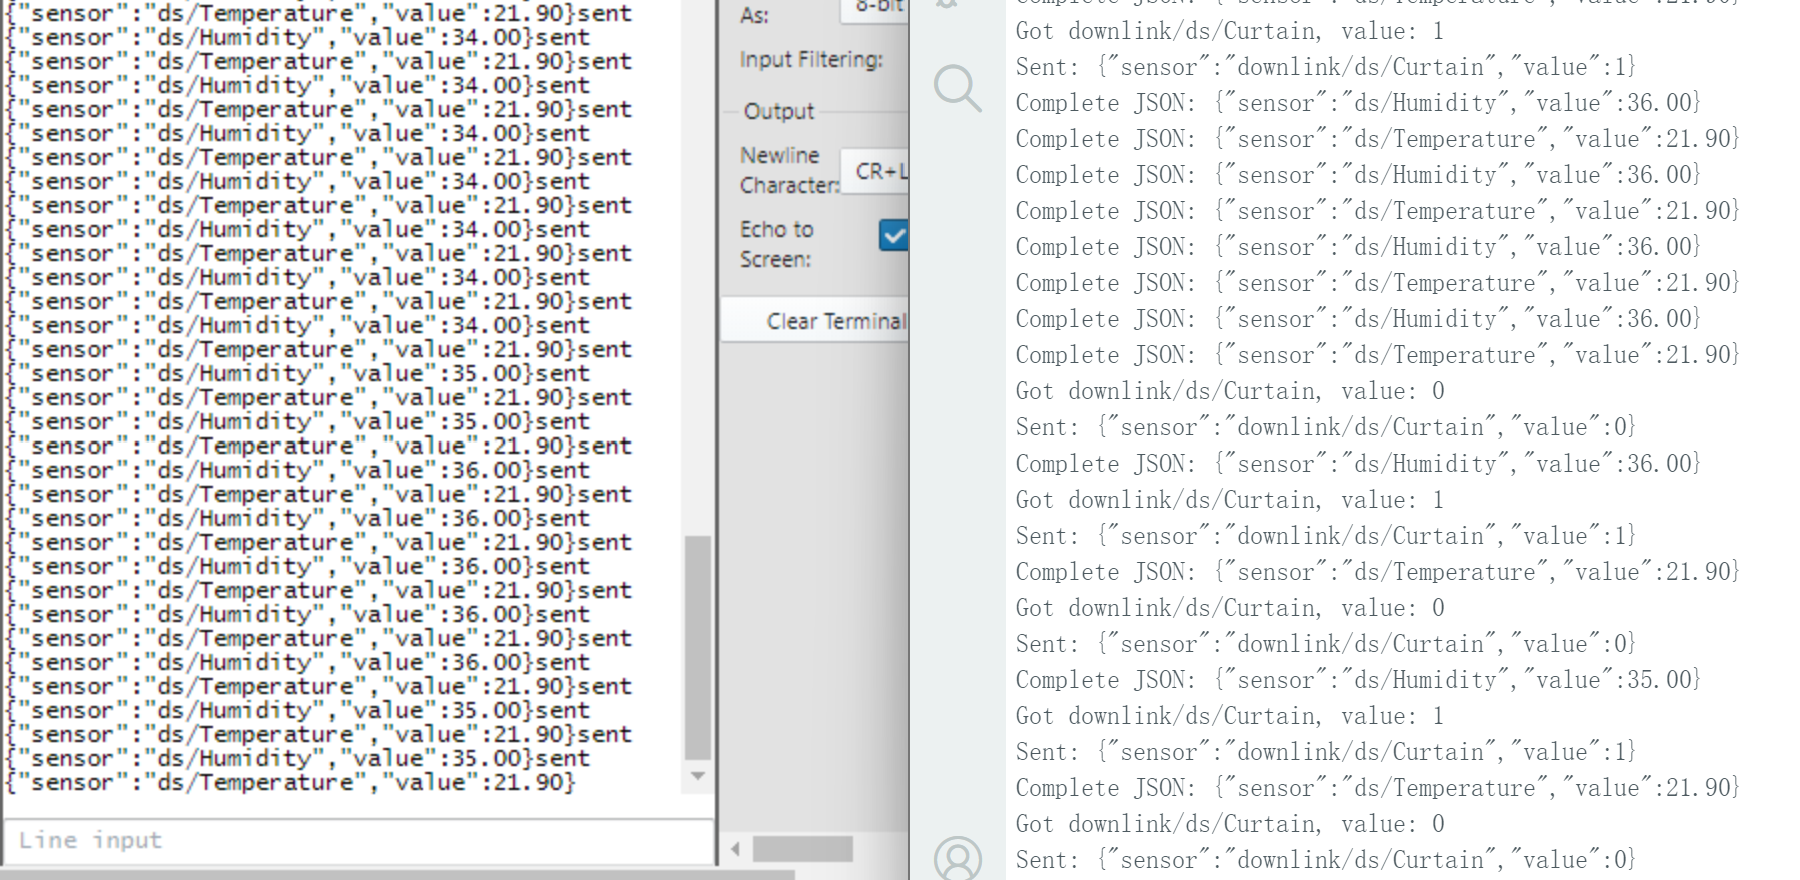 {"sensor":"ds/Temperature","value":21.90}sent
{"sensor":"ds/Humidity","value":34.00}sent
{"sensor":"ds/Temperature","value":21.90}sent
{"sensor":"ds/Humidity","value":34.00}sent
{"sensor":"ds/Temperature","value":21.90}sent
{"sensor":"ds/Humidity","value":34.00}sent
{"sensor":"ds/Temperature","value":21.90}sent
{"sensor":"ds/Humidity","value":34.00}sent
{"sensor":"ds/Temperature","value":21.90}sent
{"sensor":"ds/Humidity","value":34.00}sent
{"sensor":"ds/Temperature","value":21.90}sent
{"sensor":"ds/Humidity","value":34.00}sent
{"sensor":"ds/Temperature","value":21.90}sent
{"sensor":"ds/Humidity","value":34.00}sent
{"sensor":"ds/Temperature","value":21.90}sent
{"sensor":"ds/Humidity","value":35.00}sent
{"sensor":"ds/Temperature","value":21.90}sent
{"sensor":"ds/Humidity","value":35.00}sent
{"sensor":"ds/Temperature","value":21.90}sent
{"sensor":"ds/Humidity","value":36.00}sent
{"sensor":"ds/Temperature","value":21.90}sent
{"sensor":"ds/Humidity","value":36.00}sent
{"sensor":"ds/Temperature","value":21.90}sent
{"sensor":"ds/Humidity","value":36.00}sent
{"sensor":"ds/Temperature","value":21.90}sent
{"sensor":"ds/Humidity","value":36.00}sent
{"sensor":"ds/Temperature","value":21.90}sent
{"sensor":"ds/Humidity","value":36.00}sent
{"sensor":"ds/Temperature","value":21.90}sent
{"sensor":"ds/Humidity","value":35.00}sent
{"sensor":"ds/Temperature","value":21.90}sent
{"sensor":"ds/Humidity","value":35.00}sent
{"sensor":"ds/Temperature","value":21.90}
Line input
As:
8-bit
Input Filtering:
Output
Newline
Character:
CR+L
Echo to
Screen:
Clear Terminal
Complete JSON: {"sensor":"ds/Temperature","value":21.90}
Got downlink/ds/Curtain, value: 1
Sent: {"sensor":"downlink/ds/Curtain","value":1}
Complete JSON: {"sensor":"ds/Humidity","value":36.00}
Complete JSON: {"sensor":"ds/Temperature","value":21.90}
Complete JSON: {"sensor":"ds/Humidity","value":36.00}
Complete JSON: {"sensor":"ds/Temperature","value":21.90}
Complete JSON: {"sensor":"ds/Humidity","value":36.00}
Complete JSON: {"sensor":"ds/Temperature","value":21.90}
Complete JSON: {"sensor":"ds/Humidity","value":36.00}
Complete JSON: {"sensor":"ds/Temperature","value":21.90}
Got downlink/ds/Curtain, value: 0
Sent: {"sensor":"downlink/ds/Curtain","value":0}
Complete JSON: {"sensor":"ds/Humidity","value":36.00}
Got downlink/ds/Curtain, value: 1
Sent: {"sensor":"downlink/ds/Curtain","value":1}
Complete JSON: {"sensor":"ds/Temperature","value":21.90}
Got downlink/ds/Curtain, value: 0
Sent: {"sensor":"downlink/ds/Curtain","value":0}
Complete JSON: {"sensor":"ds/Humidity","value":35.00}
Got downlink/ds/Curtain, value: 1
Sent: {"sensor":"downlink/ds/Curtain","value":1}
Complete JSON: {"sensor":"ds/Temperature","value":21.90}
Got downlink/ds/Curtain, value: 0
Sent: {"sensor":"downlink/ds/Curtain","value":0}